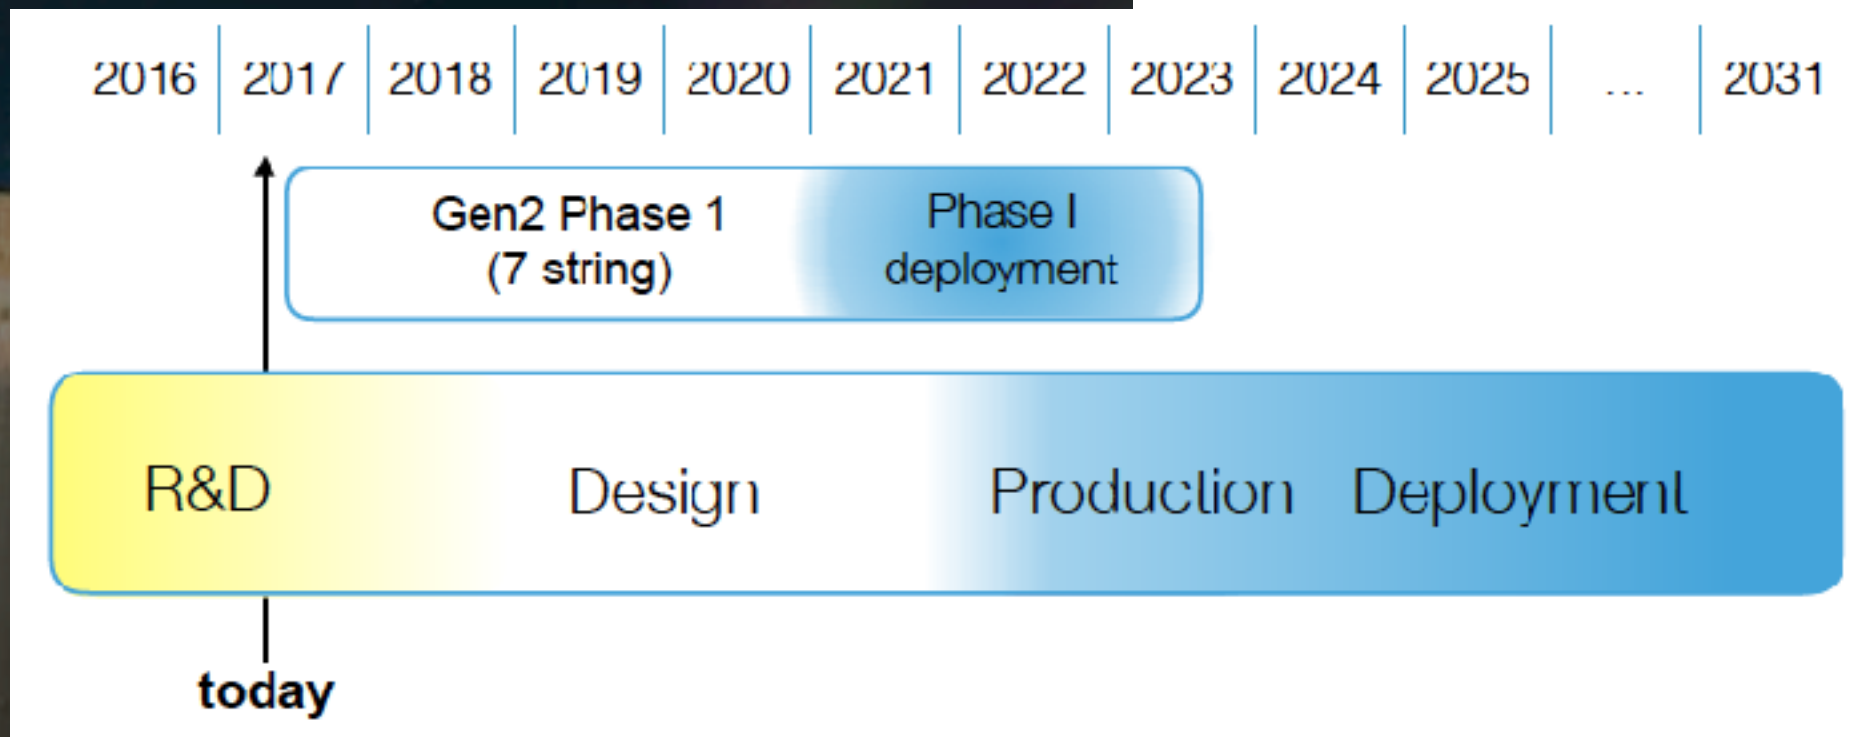 2016 2017 2018 2019 2020 2021 2022 2023 2024 2025 ... 2031
Gen2 Phase 1
(7 string)
Phase I
deployment
R&D Design Production Deployment
today